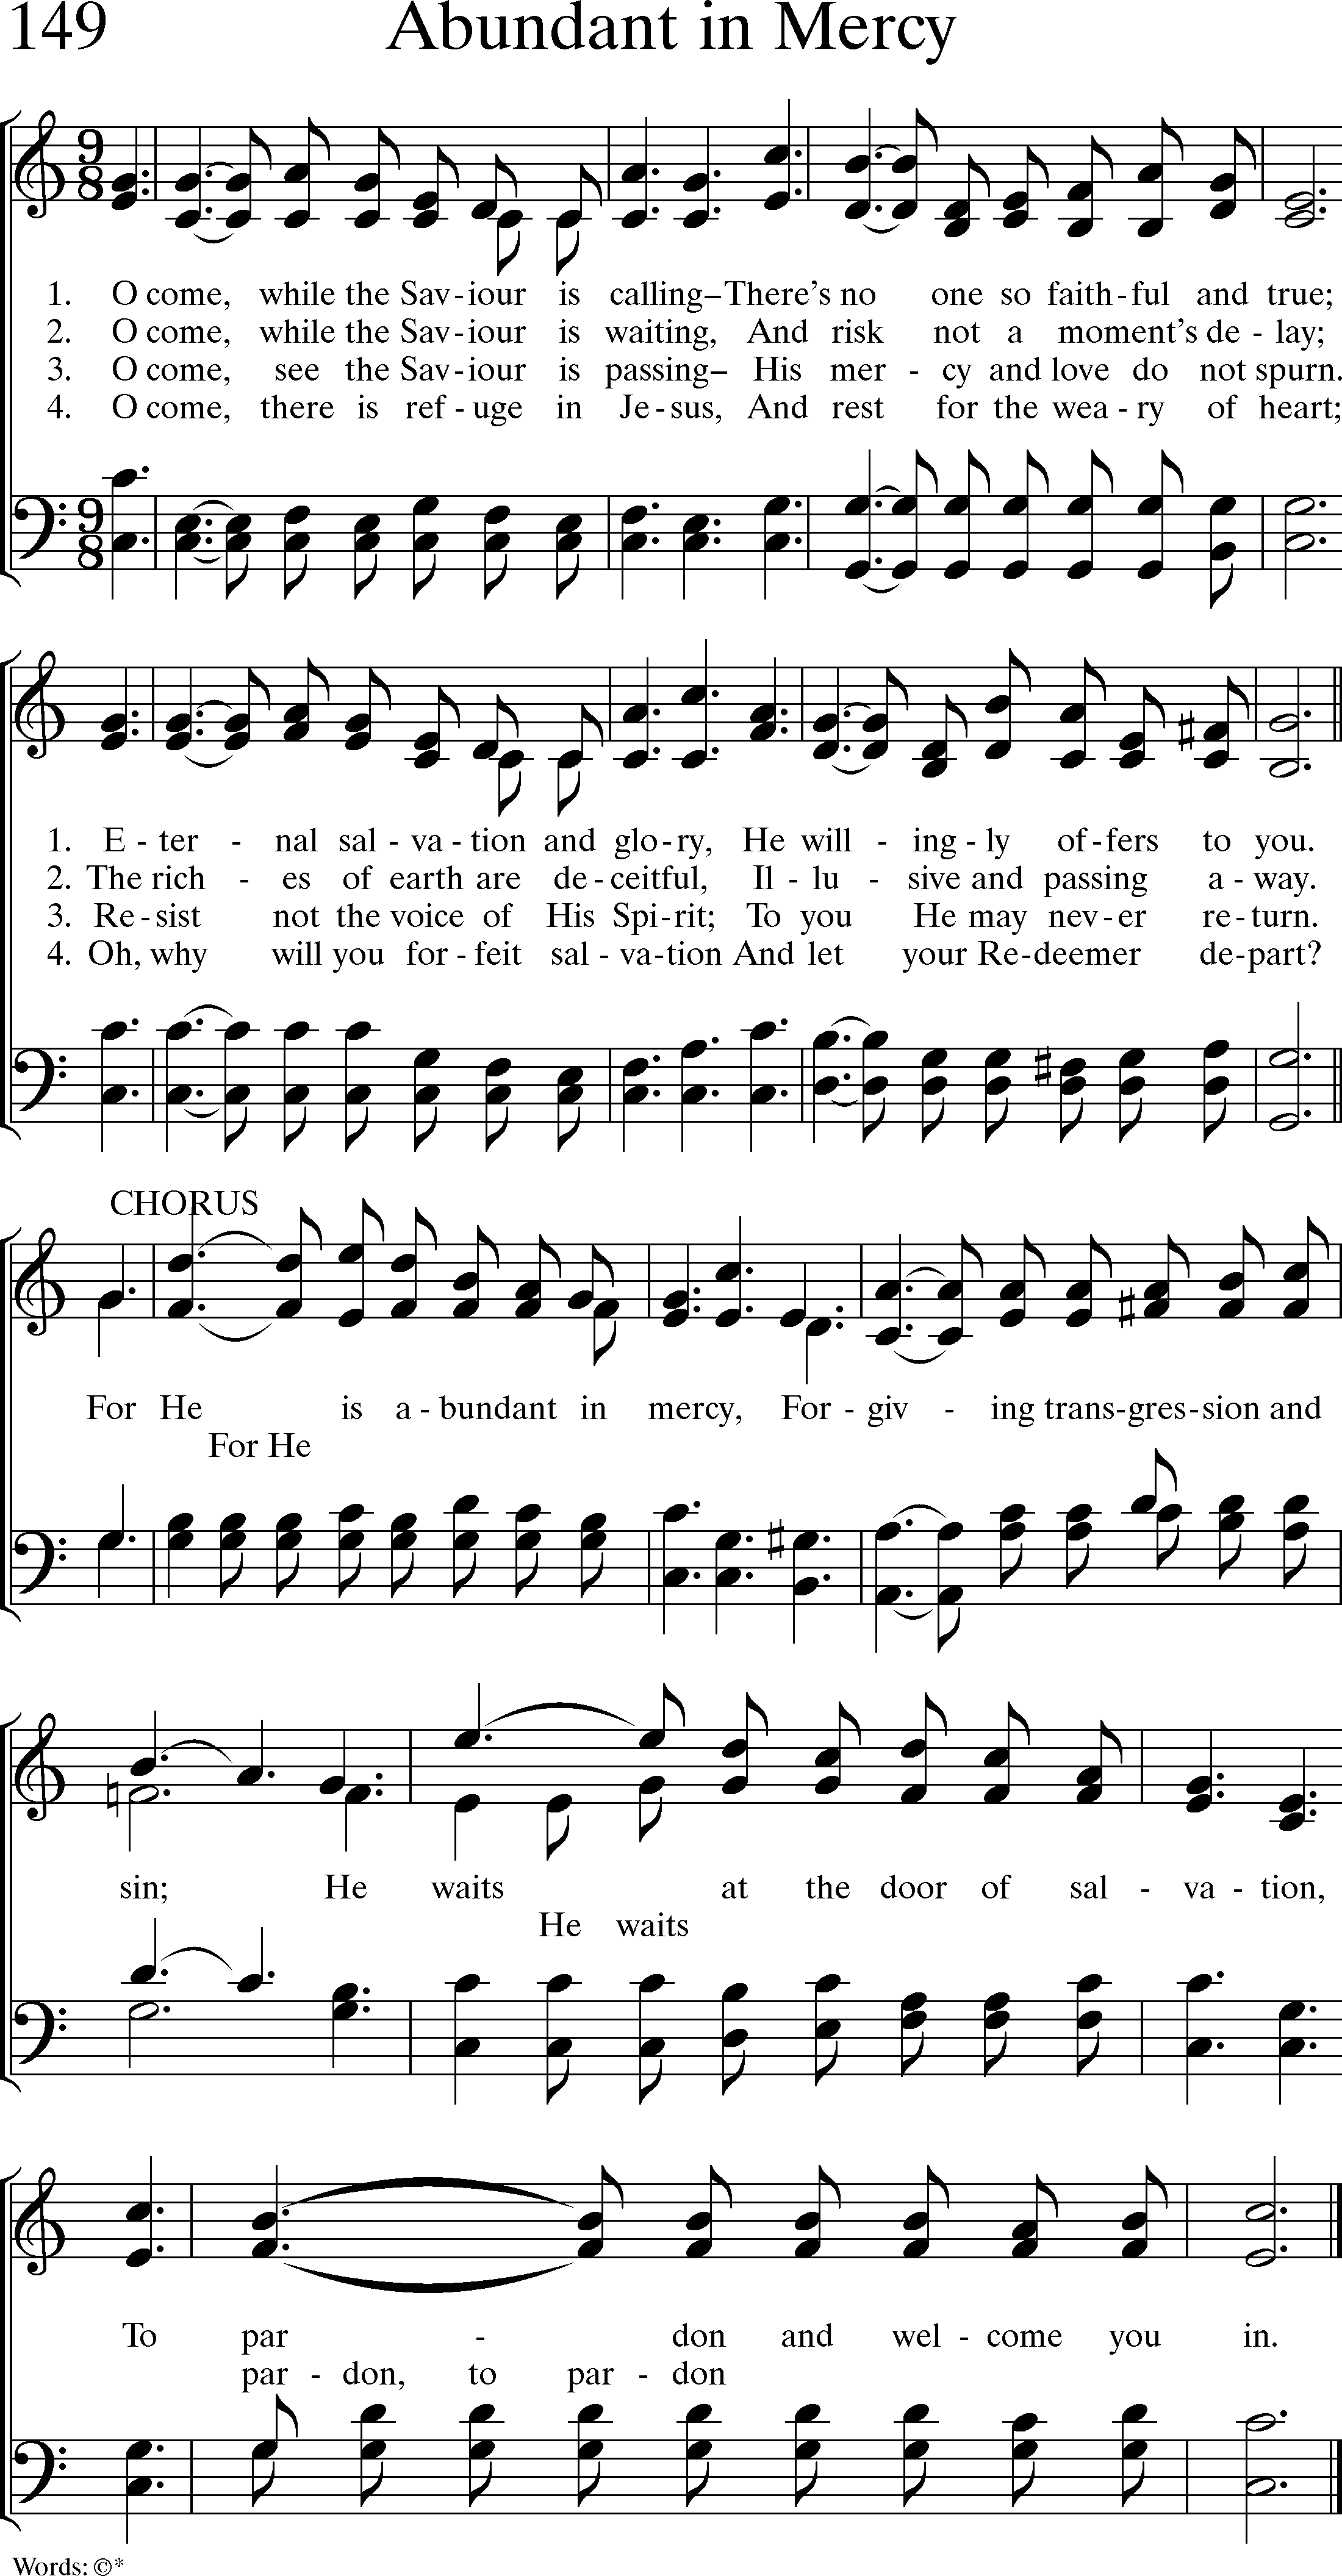 149 Abundant in Mercy
1. O come, while the Sav-iour is calling–There's no one so faith-ful and true;
2. O come, while the Sav-iour is waiting, And risk not a moment's de-lay;
3. O come, see the Sav-iour is passing– His mer-cy and love do not spurn.
4. O come, there is ref-uge in Je-sus, And rest for the wea-ry of heart;
1. E-ter-nal sal-va-tion and glo-ry, He will-ing-ly of-fers to you.
2. The rich-es of earth are de-ceitful, Il-lu-sive and passing a-way.
3. Re-sist not the voice of His Spi-rit; To you He may nev-er re-turn.
4. Oh, why will you for-feit sal-va-tion And let your Re-deemer de-part?
CHORUS
For He is a-bundant in mercy, For-giv-ing trans-gres-sion and
For He
sin; He waits at the door of sal-va-tion,
He waits
To par-don and wel-come you in.
par-don, to par-don
Words: ©*